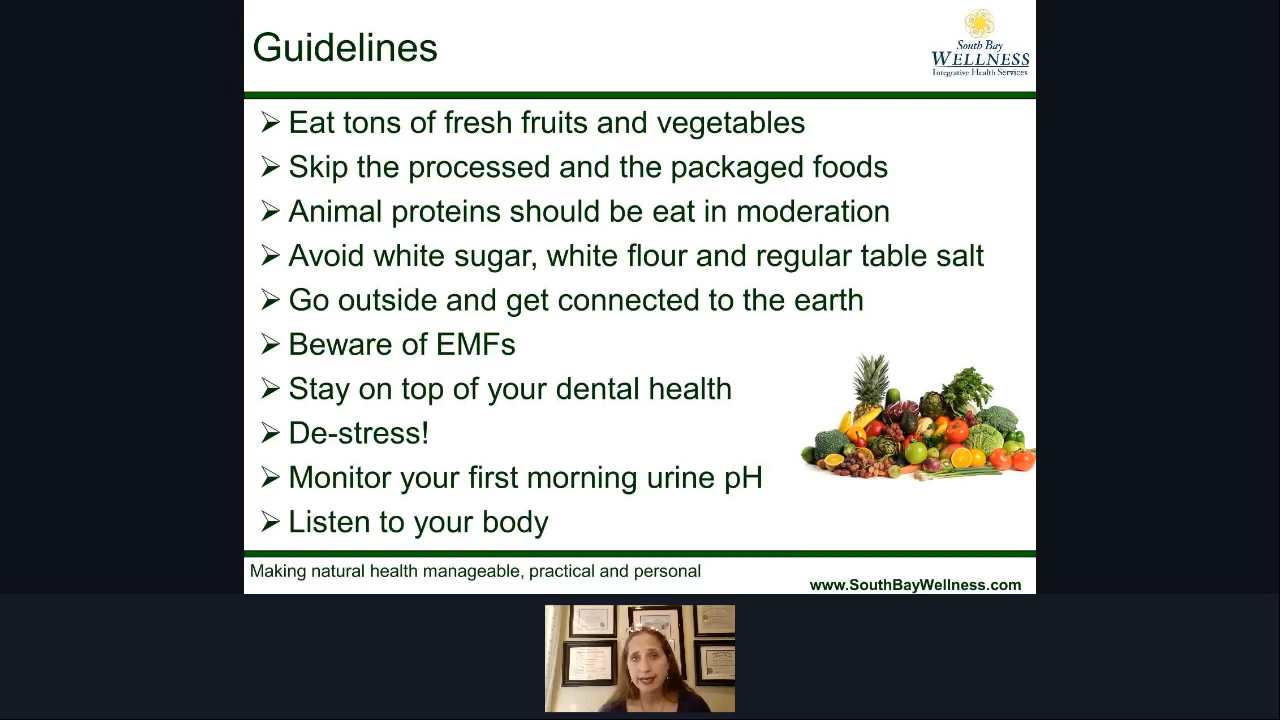 Guidelines
South Bay
WELLNESS
Integrative Health Services
➢ Eat tons of fresh fruits and vegetables
➢ Skip the processed and the packaged foods
➢ Animal proteins should be eat in moderation
➢ Avoid white sugar, white flour and regular table salt
➢ Go outside and get connected to the earth
➢ Beware of EMFs
➢ Stay on top of your dental health
➢ De-stress!
➢ Monitor your first morning urine pH
➢ Listen to your body
Making natural health manageable, practical and personal
www.SouthBayWellness.com